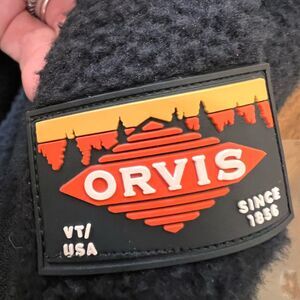 ORVIS
VT/
USA
SINCE
1856